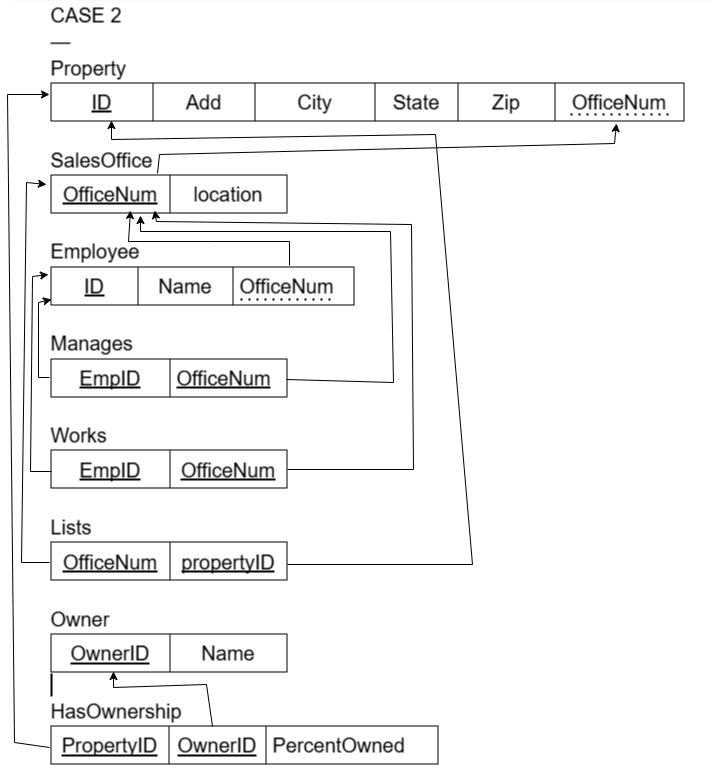 CASE 2
—
Property
ID Add City State Zip OfficeNum
SalesOffice
OfficeNum location
Employee
ID Name OfficeNum
Manages
EmpID OfficeNum
Works
EmpID OfficeNum
Lists
OfficeNum propertyID
Owner
OwnerID Name
HasOwnership
PropertyID OwnerID PercentOwned